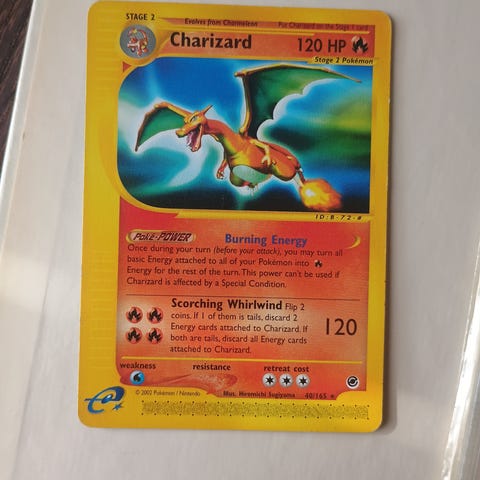 STAGE 2
Evolves from Charmeleon
Put Charizard on the Stage 1 card
Charizard 120 HP
Stage 2 Pokémon
ID: B-72-#
Poké-POWER Burning Energy
Once during your turn (before your attack), you may turn all
basic Energy attached to all of your Pokémon into
Energy for the rest of the turn. This power can't be used if
Charizard is affected by a Special Condition.
Scorching Whirlwind Flip 2
coins. If 1 of them is tails, discard 2
Energy cards attached to Charizard. If
both are tails, discard all Energy cards
attached to Charizard.
120
weakness resistance retreat cost
Illus. Hiromichi Sugiyama 40/165 ★
© 2002 Pokémon / Nintendo
e